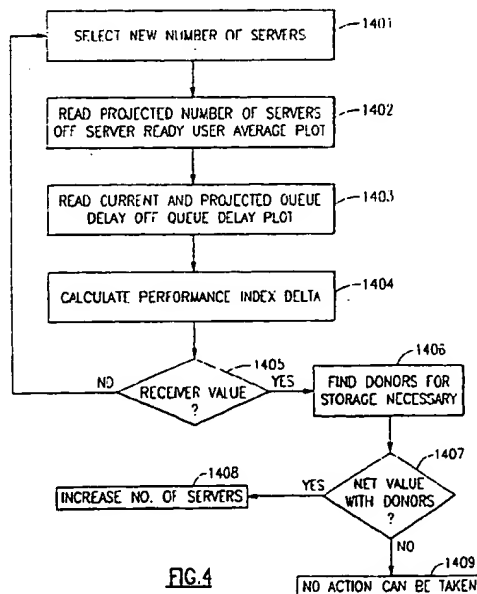 SELECT NEW NUMBER OF SERVERS
1401
READ PROJECTED NUMBER OF SERVERS
OFF SERVER READY USER AVERAGE PLOT
1402
READ CURRENT AND PROJECTED QUEUE
DELAY OFF QUEUE DELAY PLOT
1403
CALCULATE PERFORMANCE INDEX DELTA
1404
1405
NO
RECEIVER VALUE
?
YES
1406
FIND DONORS FOR
STORAGE NECESSARY
1407
NET VALUE
WITH DONORS
?
YES
1408
INCREASE NO. OF SERVERS
NO
1409
NO ACTION CAN BE TAKEN
FIG.4